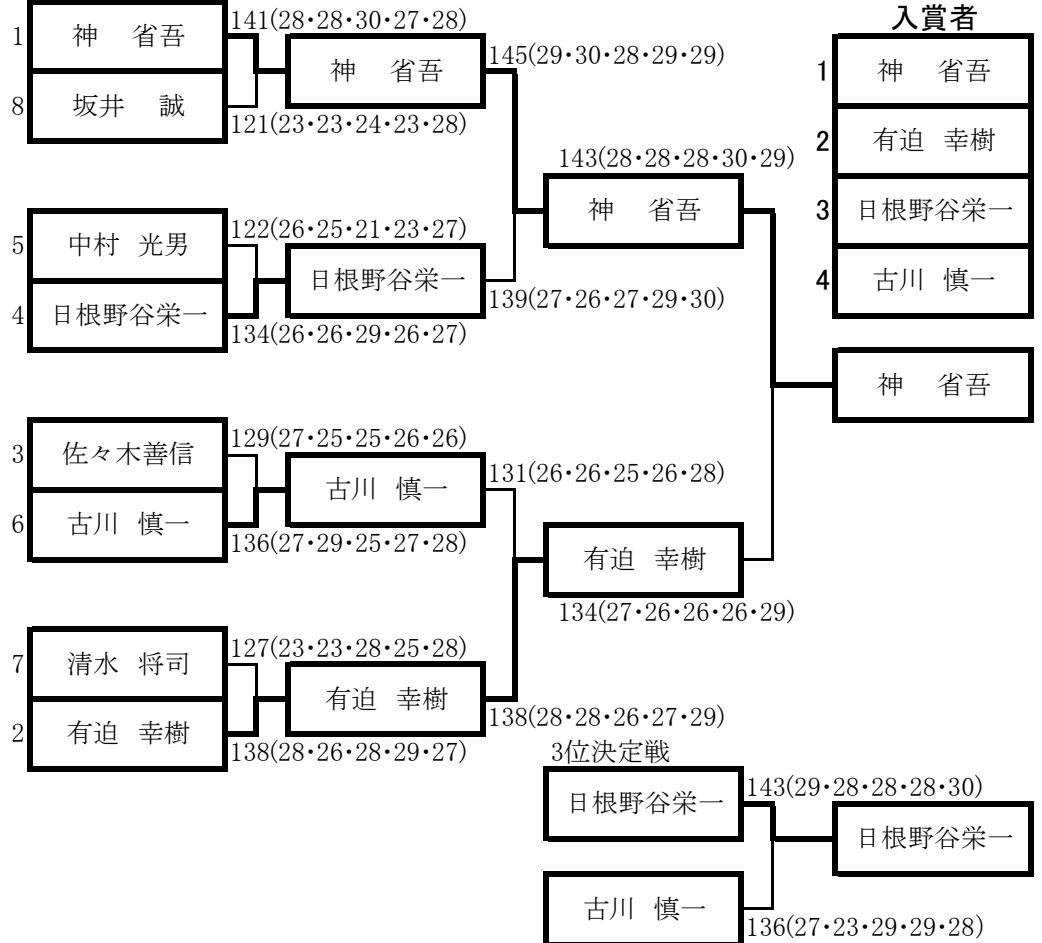 入賞者
1 神 省吾
2 有迫 幸樹
3 日根野谷栄一
4 古川 慎一
1 神 省吾
141(28・28・30・27・28)
8 坂井 誠
121(23・23・24・23・28)
神 省吾
145(29・30・28・29・29)
5 中村 光男
122(26・25・21・23・27)
4 日根野谷栄一
134(26・26・29・26・27)
日根野谷栄一
139(27・26・27・29・30)
143(28・28・28・30・29)
神 省吾
神 省吾
3 佐々木善信
129(27・25・25・26・26)
6 古川 慎一
136(27・29・25・27・28)
古川 慎一
131(26・26・25・26・28)
7 清水 将司
127(23・23・28・25・28)
2 有迫 幸樹
138(28・26・28・29・27)
有迫 幸樹
138(28・28・26・27・29)
有迫 幸樹
134(27・26・26・26・29)
3位決定戦
日根野谷栄一
143(29・28・28・28・30)
古川 慎一
136(27・23・29・29・28)
日根野谷栄一